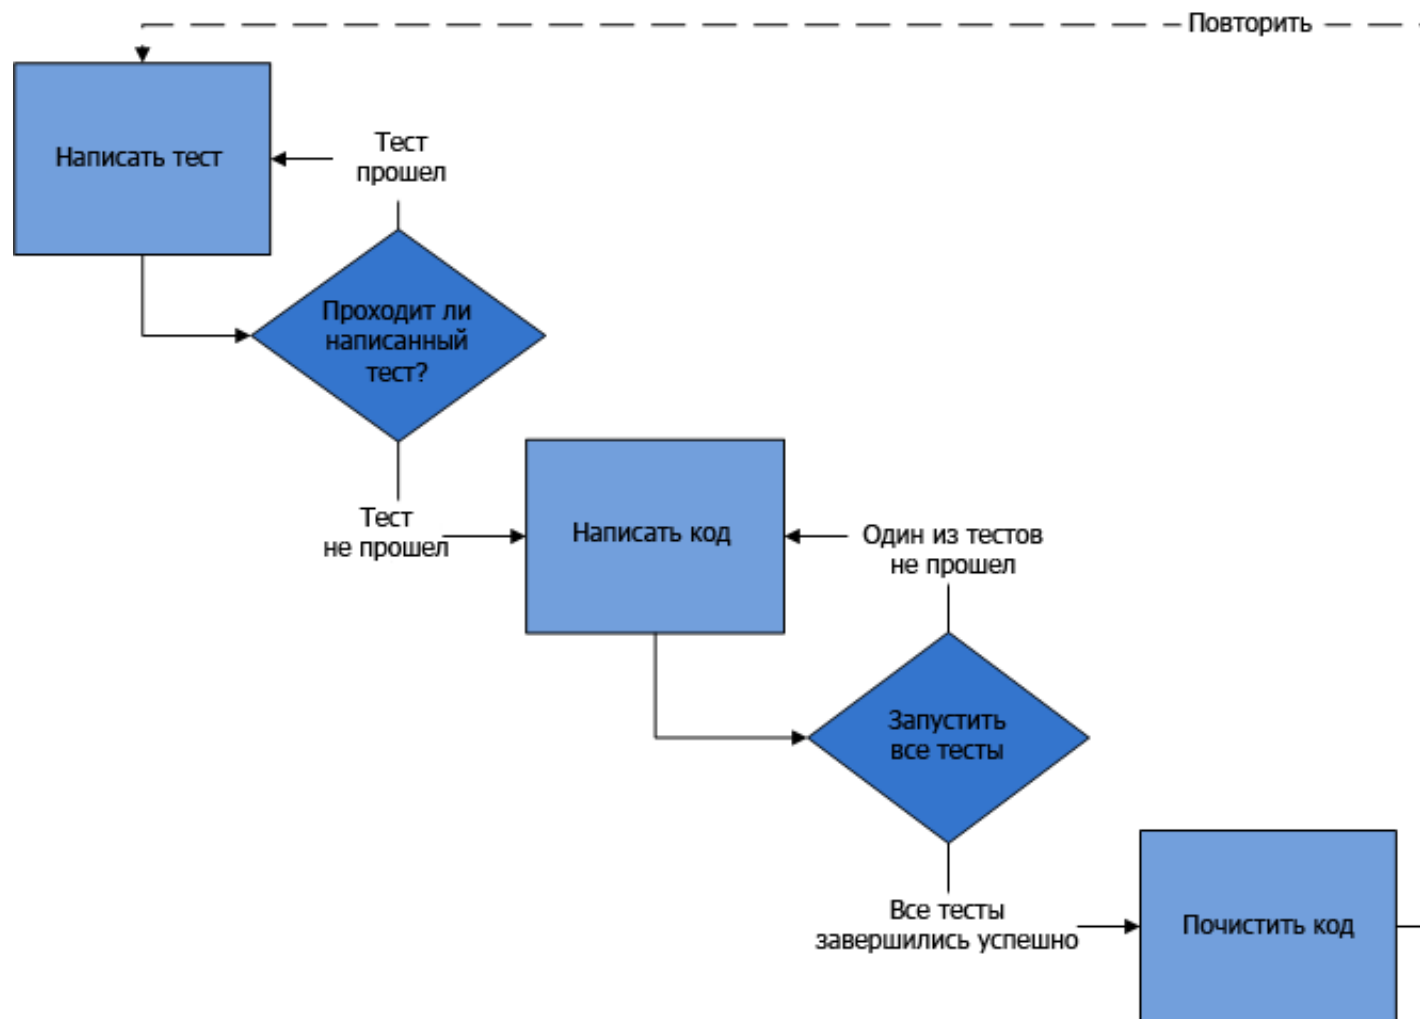 Повторить
Написать тест
Тест
прошел
Проходит ли
написанный
тест?
Тест
не прошел
Написать код
Один из тестов
не прошел
Запустить
все тесты
Все тесты
завершились успешно
Почистить код